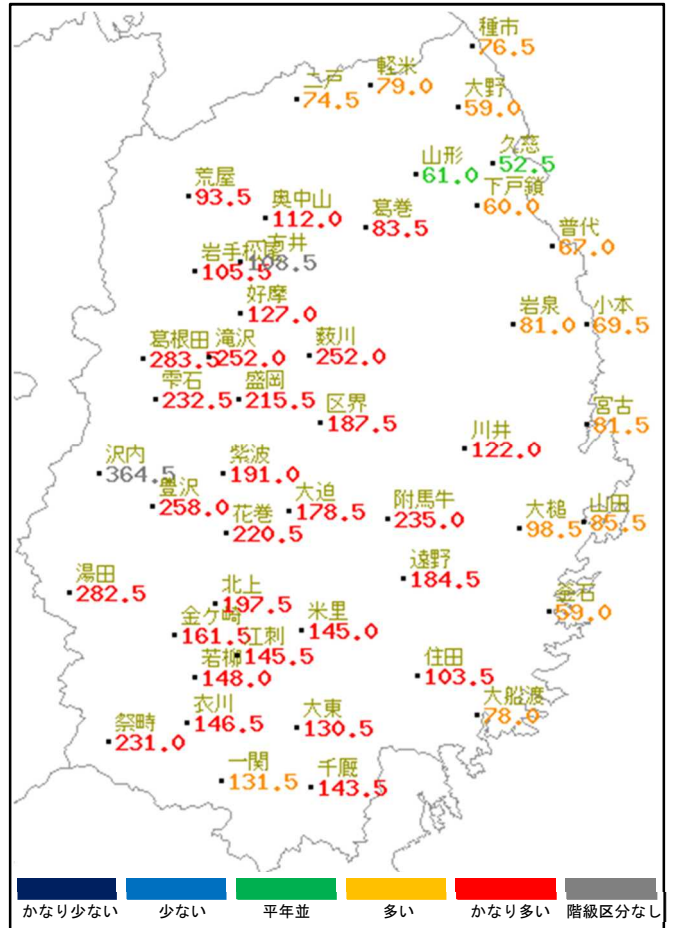 種市
76.5
二戸
74.5
軽米
79.0
大野
59.0
久慈
52.5
山形
61.0
荒屋
93.5
奥中山
112.0
葛巻
83.5
下戸鎖
60.0
普代
67.0
岩手松尾
105.5
一方井
108.5
好摩
127.0
岩泉
81.0
小本
69.5
葛根田
283.5
滝沢
252.0
薮川
252.0
雫石
232.5
盛岡
215.5
区界
187.5
川井
122.0
宮古
81.5
沢内
364.5
紫波
191.0
豊沢
258.0
花巻
220.5
大迫
178.5
附馬牛
235.0
大槌
98.5
山田
85.5
湯田
282.5
北上
197.5
遠野
184.5
釜石
59.0
金ケ崎
161.5
江刺
145.5
米里
145.0
若柳
148.0
住田
103.5
衣川
146.5
大東
130.5
大船渡
78.0
祭畤
231.0
一関
131.5
千厩
143.5
かなり少ない
少ない
平年並
多い
かなり多い
階級区分なし